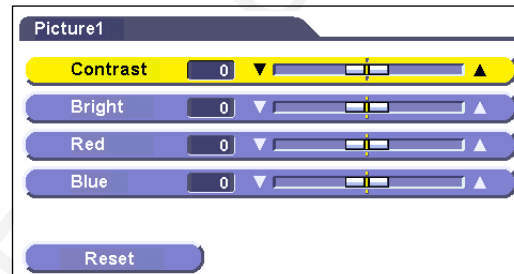 Picture1
Contrast 0 ▼ ▲
Bright 0 ▼ ▲
Red 0 ▼ ▲
Blue 0 ▼ ▲
Reset